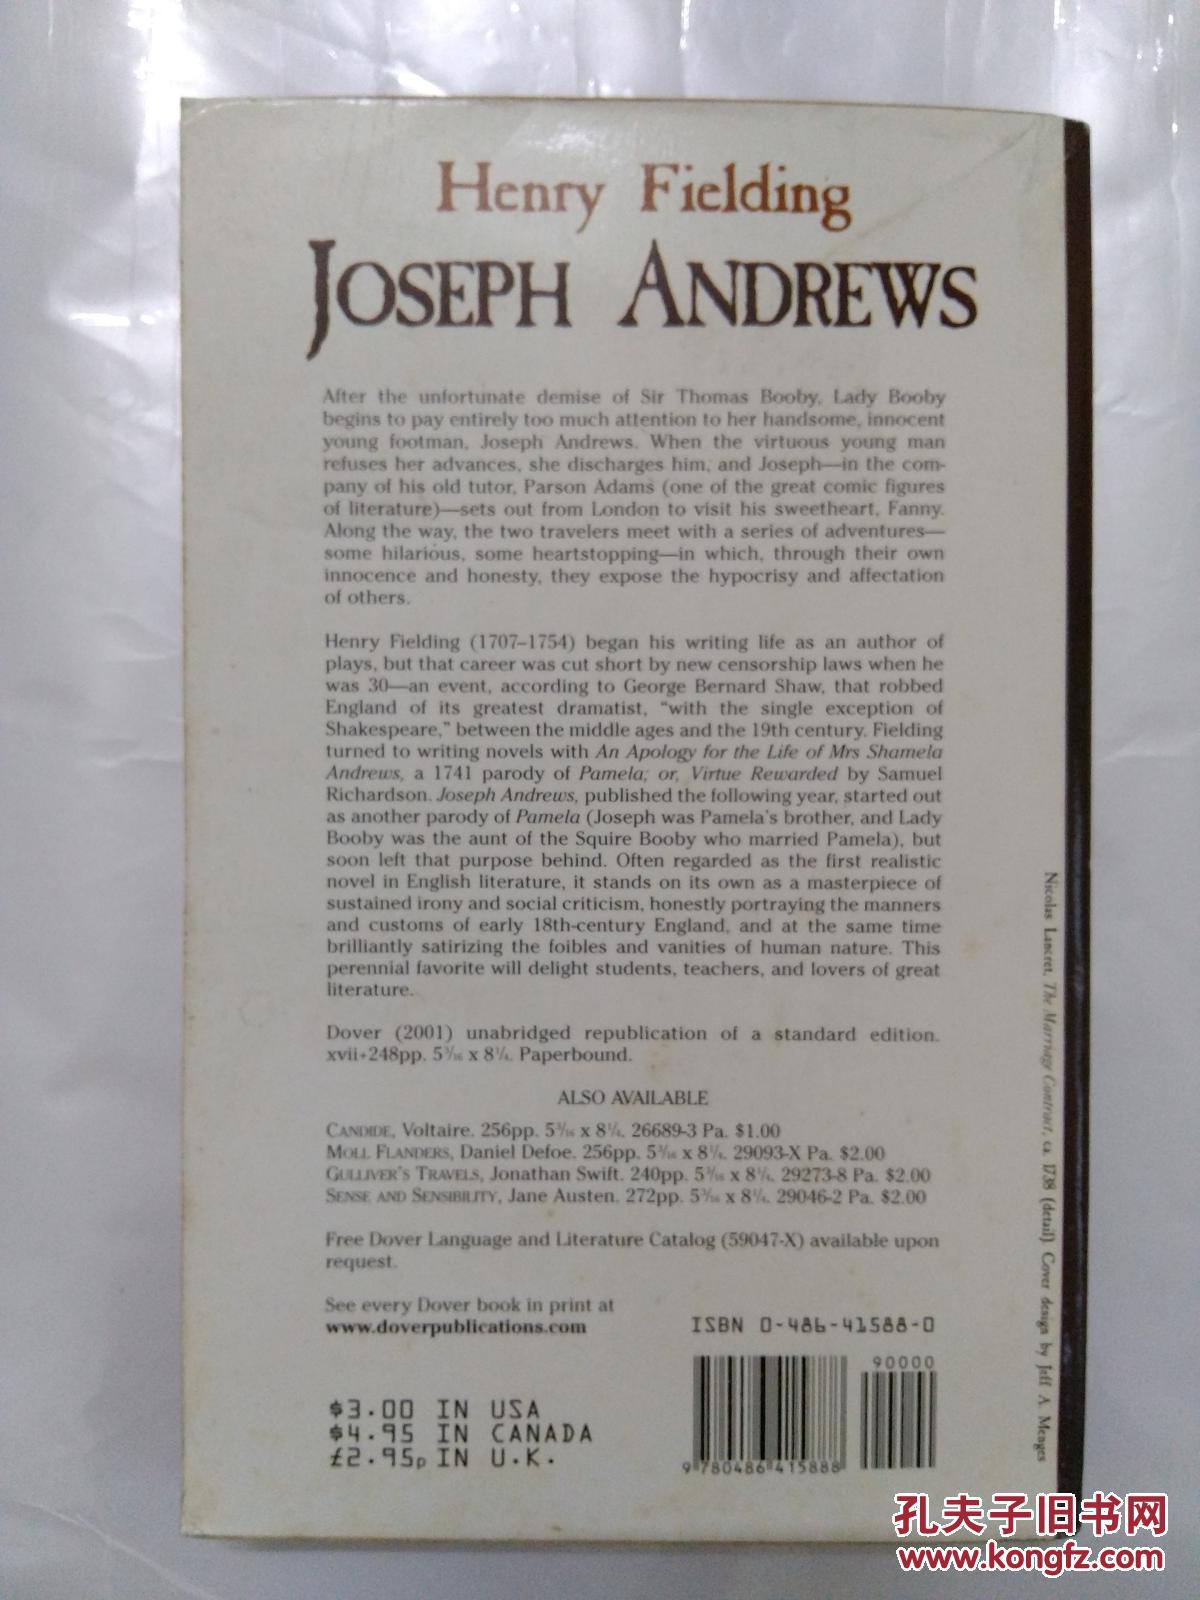 Henry Fielding
JOSEPH ANDREWS
After the unfortunate demise of Sir Thomas Booby, Lady Booby
begins to pay entirely too much attention to her handsome, innocent
young footman, Joseph Andrews. When the virtuous young man
refuses her advances, she discharges him, and Joseph—in the com-
pany of his old tutor, Parson Adams (one of the great comic figures
of literature)—sets out from London to visit his sweetheart, Fanny.
Along the way, the two travelers meet with a series of adventures—
some hilarious, some heartstopping—in which, through their own
innocence and honesty, they expose the hypocrisy and affectation
of others.
Henry Fielding (1707–1754) began his writing life as an author of
plays, but that career was cut short by new censorship laws when he
was 30—an event, according to George Bernard Shaw, that robbed
England of its greatest dramatist, "with the single exception of
Shakespeare," between the middle ages and the 19th century. Fielding
turned to writing novels with An Apology for the Life of Mrs Shamela
Andrews, a 1741 parody of Pamela; or, Virtue Rewarded by Samuel
Richardson. Joseph Andrews, published the following year, started out
as another parody of Pamela (Joseph was Pamela's brother, and Lady
Booby was the aunt of the Squire Booby who married Pamela), but
soon left that purpose behind. Often regarded as the first realistic
novel in English literature, it stands on its own as a masterpiece of
sustained irony and social criticism, honestly portraying the manners
and customs of early 18th-century England, and at the same time
brilliantly satirizing the foibles and vanities of human nature. This
perennial favorite will delight students, teachers, and lovers of great
literature.
Dover (2001) unabridged republication of a standard edition.
xvii+248pp. 5³⁄₁₆ x 8¼. Paperbound.
ALSO AVAILABLE
CANDIDE, Voltaire. 256pp. 5³⁄₁₆ x 8¼. 26689-3 Pa. $1.00
MOLL FLANDERS, Daniel Defoe. 256pp. 5³⁄₁₆ x 8¼. 29093-X Pa. $2.00
GULLIVER'S TRAVELS, Jonathan Swift. 240pp. 5³⁄₁₆ x 8¼. 29273-8 Pa. $2.00
SENSE AND SENSIBILITY, Jane Austen. 272pp. 5³⁄₁₆ x 8¼. 29046-2 Pa. $2.00
Free Dover Language and Literature Catalog (59047-X) available upon
request.
See every Dover book in print at
www.doverpublications.com
ISBN 0-486-41588-0
90000
9 780486 415888
$3.00 IN USA
$4.95 IN CANADA
£2.95p IN U.K.
Nicolas Lancret, The Marriage Contract, ca. 1738 (detail). Cover design by Jeff A. Menges
孔夫子旧书网
www.kongfz.com